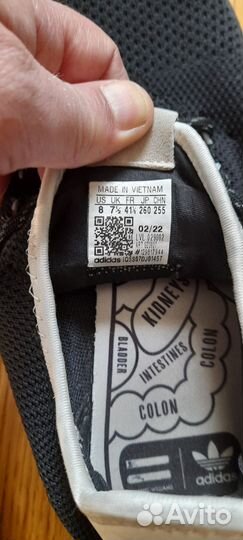 MADE IN VIETNAM
US UK FR JP CHN
8 7½ 41⅓ 260 255
02/22
adidas
KIDNEYS
BLADDER
INTESTINES
COLON
COLON
adidas
Avito